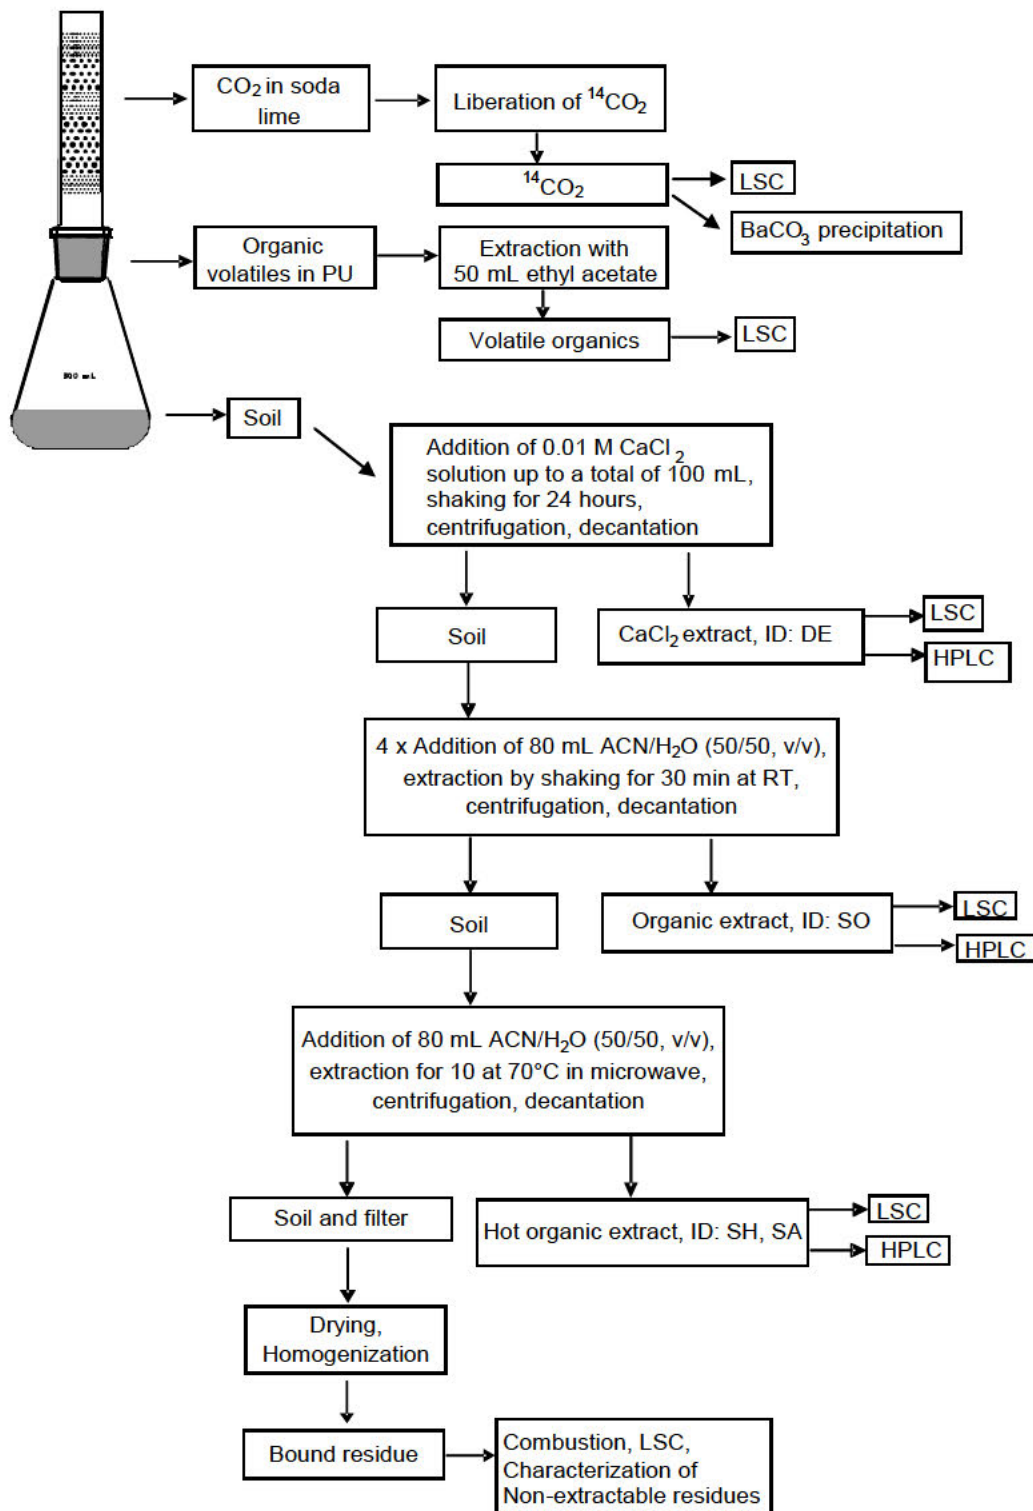 CO₂ in soda
lime
Liberation of ¹⁴CO₂
¹⁴CO₂
LSC
BaCO₃ precipitation
Organic
volatiles in PU
Extraction with
50 mL ethyl acetate
Volatile organics
LSC
Soil
Addition of 0.01 M CaCl₂
solution up to a total of 100 mL,
shaking for 24 hours,
centrifugation, decantation
Soil
CaCl₂ extract, ID: DE
LSC
HPLC
4 x Addition of 80 mL ACN/H₂O (50/50, v/v),
extraction by shaking for 30 min at RT,
centrifugation, decantation
Soil
Organic extract, ID: SO
LSC
HPLC
Addition of 80 mL ACN/H₂O (50/50, v/v),
extraction for 10 at 70°C in microwave,
centrifugation, decantation
Soil and filter
Hot organic extract, ID: SH, SA
LSC
HPLC
Drying,
Homogenization
Bound residue
Combustion, LSC,
Characterization of
Non-extractable residues